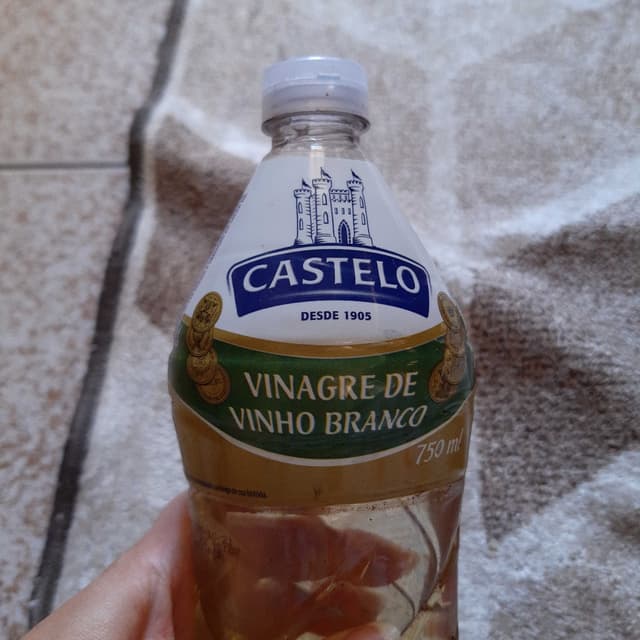 CASTELO
DESDE 1905
VINAGRE DE
VINHO BRANCO
750 ml